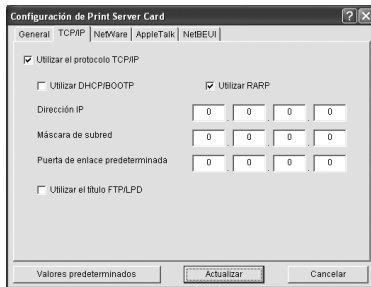 Configuración de Print Server Card
General TCP/IP NetWare AppleTalk NetBEUI
Utilizar el protocolo TCP/IP
Utilizar DHCP/BOOTP Utilizar RARP
Dirección IP 0 . 0 . 0 . 0
Máscara de subred 0 . 0 . 0 . 0
Puerta de enlace predeterminada 0 . 0 . 0 . 0
Utilizar el título FTP/LPD
Valores predeterminados Actualizar Cancelar